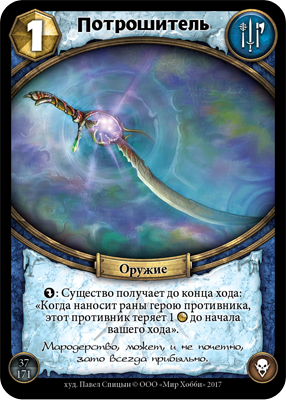 1
Потрошитель
Оружие
: Существо получает до конца хода:
«Когда наносит раны герою противника,
этот противник теряет 1 до начала
вашего хода».
Мародерство, может, и не почетно,
зато всегда прибыльно.
37
171
худ. Павел Спицын © ООО «Мир Хобби» 2017